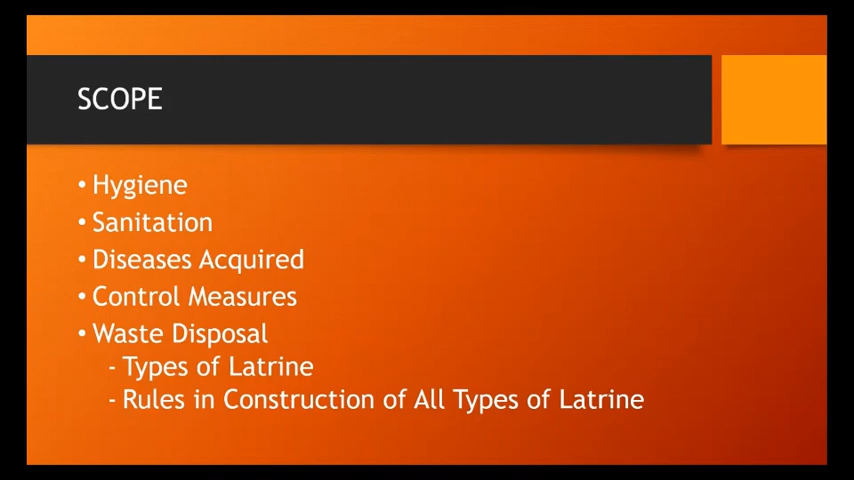 SCOPE
• Hygiene
• Sanitation
• Diseases Acquired
• Control Measures
• Waste Disposal
- Types of Latrine
- Rules in Construction of All Types of Latrine